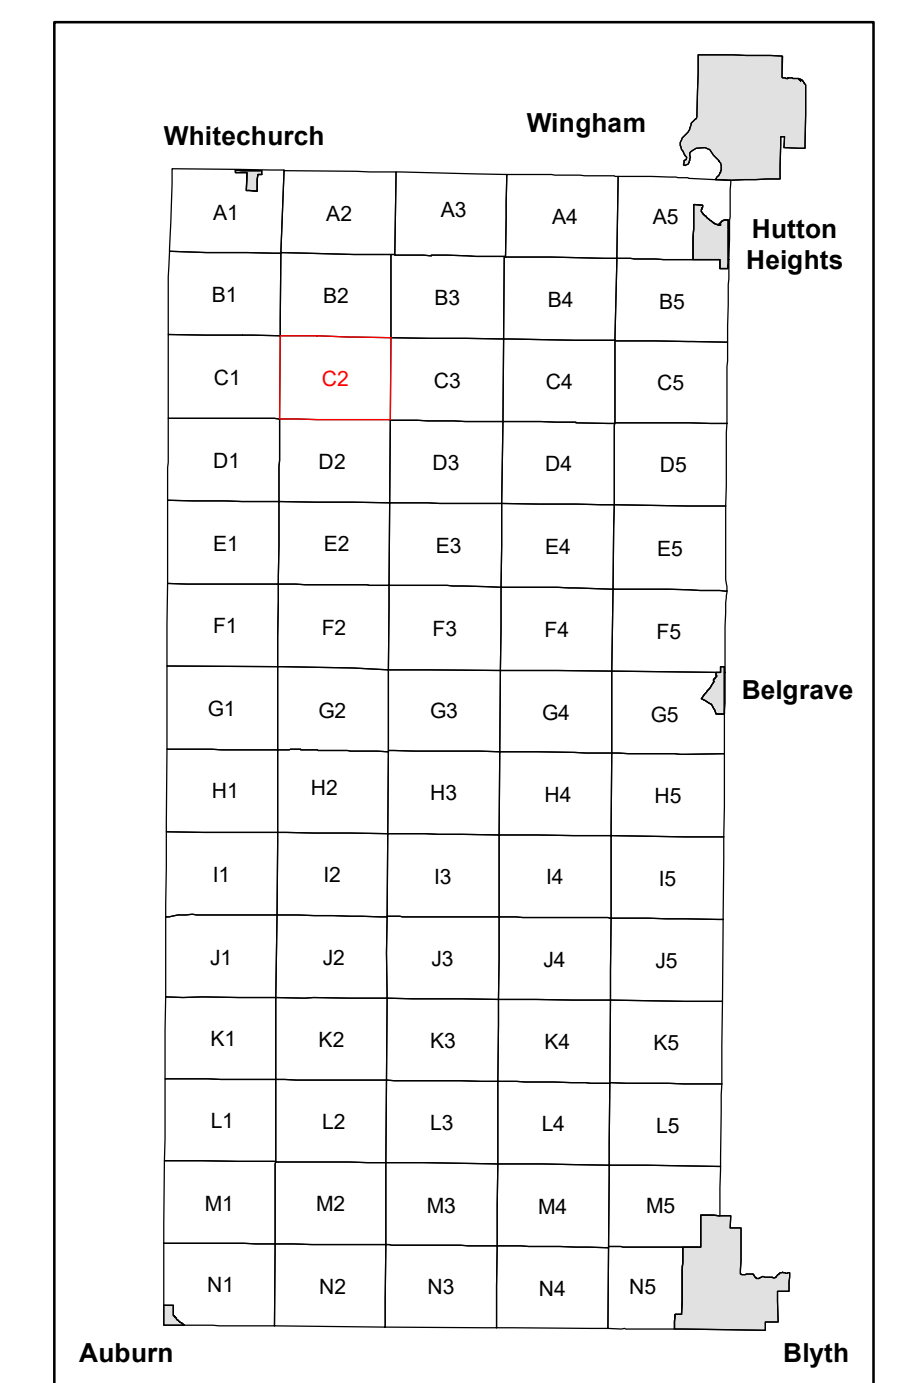 Wingham
Whitechurch
A1 A2 A3 A4 A5
Hutton
Heights
B1 B2 B3 B4 B5
C1 C2 C3 C4 C5
D1 D2 D3 D4 D5
E1 E2 E3 E4 E5
F1 F2 F3 F4 F5
Belgrave
G1 G2 G3 G4 G5
H1 H2 H3 H4 H5
I1 I2 I3 I4 I5
J1 J2 J3 J4 J5
K1 K2 K3 K4 K5
L1 L2 L3 L4 L5
M1 M2 M3 M4 M5
N1 N2 N3 N4 N5
Auburn Blyth